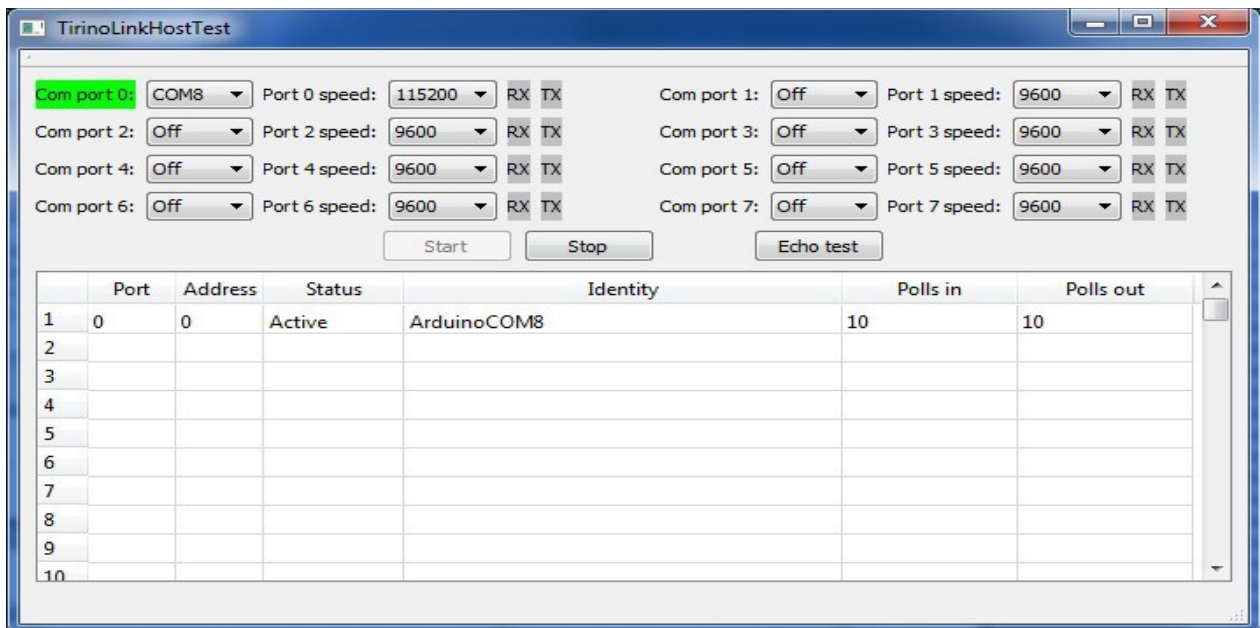 TirinoLinkHostTest
Com port 0: COM8 Port 0 speed: 115200 RX TX Com port 1: Off Port 1 speed: 9600 RX TX
Com port 2: Off Port 2 speed: 9600 RX TX Com port 3: Off Port 3 speed: 9600 RX TX
Com port 4: Off Port 4 speed: 9600 RX TX Com port 5: Off Port 5 speed: 9600 RX TX
Com port 6: Off Port 6 speed: 9600 RX TX Com port 7: Off Port 7 speed: 9600 RX TX
Start Stop Echo test
Port Address Status Identity Polls in Polls out
1 0 0 Active ArduinoCOM8 10 10
2
3
4
5
6
7
8
9
10